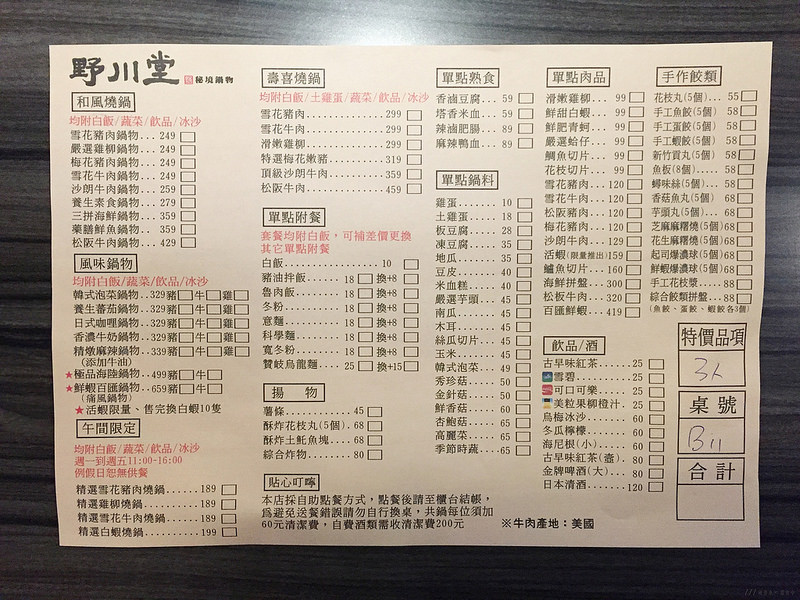 野川堂 秘境鍋物
和風燒鍋
均附白飯/蔬菜/飲品/冰沙
雪花豬肉鍋物...249
嚴選雞柳鍋物...249
梅花豬肉鍋物...249
雪花牛肉鍋物...249
沙朗牛肉鍋物...259
養生素食鍋物...279
三拼海鮮鍋物...359
藥膳鮮魚鍋物...359
松阪牛肉鍋物...429
風味鍋物
均附白飯/蔬菜/飲品/冰沙
韓式泡菜鍋物.329豬 牛 雞
養生蕃茄鍋物.329豬 牛 雞
日式咖哩鍋物.329豬 牛 雞
香濃牛奶鍋物.339豬 牛 雞
精燉麻辣鍋物.339豬 牛 雞
(添加牛油)
★極品海陸鍋物..499豬 牛
★鮮蝦百匯鍋物..659豬 牛
(痛風鍋物)
★活蝦限量、售完換白蝦10隻
午間限定
均附白飯/蔬菜/飲品/冰沙
週一到週五11:00-16:00
例假日恕無供餐
精選雪花豬肉燒鍋......189
精選雞柳燒鍋..........189
精選雪花牛肉燒鍋......189
精選白蝦燒鍋..........199
壽喜燒鍋
均附白飯/土雞蛋/蔬菜/飲品/冰沙
雪花豬肉.............299
雪花牛肉.............299
滑嫩雞柳.............299
特選梅花嫩豬.........319
頂級沙朗牛肉.........359
松阪牛肉.............459
單點附餐
套餐均附白飯，可補差價更換
其它單點附餐
白飯................10
豬油拌飯....18 換+8
魯肉飯......18 換+8
冬粉........18 換+8
意麵........18 換+8
科學麵......18 換+8
寬冬粉......18 換+8
讚岐烏龍麵..25 換+15
揚 物
薯條.............45
酥炸花枝丸(5個).68
酥炸土魠魚塊....68
綜合炸物.........80
貼心叮嚀
本店採自助點餐方式，點餐後請至櫃台結帳，
為避免送餐錯誤請勿自行換桌，共鍋每位須加
60元清潔費，自費酒類需收清潔費200元
單點熟食
香滷豆腐...59
塔香米血...59
辣滷肥腸...89
麻辣鴨血...89
單點鍋料
雞蛋........10
土雞蛋......18
板豆腐......28
凍豆腐......35
地瓜........35
豆皮........40
米血糕......40
嚴選芋頭....45
南瓜........45
木耳........45
絲瓜切片....45
玉米........45
韓式泡菜....49
秀珍菇......50
金針菇......50
鮮香菇......60
杏鮑菇......65
高麗菜......65
季節時蔬....65
單點肉品
滑嫩雞柳...99
鮮甜白蝦...99
鮮肥青蚵...99
嚴選蛤仔...99
鯛魚切片...99
花枝切片...99
雪花豬肉..120
雪花牛肉..120
松阪豬肉..120
梅花豬肉..120
沙朗牛肉..129
活蝦(限量推出)159
鱸魚切片..160
海鮮拼盤..300
松板牛肉..320
百匯鮮蝦..419
飲品/酒
古早味紅茶.....25
雪碧..........25
可口可樂......25
美粒果柳橙汁..25
烏梅冰沙......60
冬瓜檸檬......60
海尼根(小)....60
古早味紅茶(壺).80
金牌啤酒(大)..80
日本清酒......120
※牛肉產地：美國
手作餃類
花枝丸(5個)...55
手工魚餃(5個) 58
手工蛋餃(5個) 58
手工蝦餃(5個) 58
新竹貢丸(5個) 58
魚板(8個).....58
蟳味絲(5個)...58
香菇魚丸(5個).58
芋頭丸(5個)...68
芝麻麻糬燒(5個)68
花生麻糬燒(5個)68
起司爆濃球(5個)68
鮮蝦爆濃球(5個)68
手工花枝漿.....88
綜合餃類拼盤...88
(魚餃、蛋餃、蝦餃各3個)
特價品項
3人
桌號
B11
合計